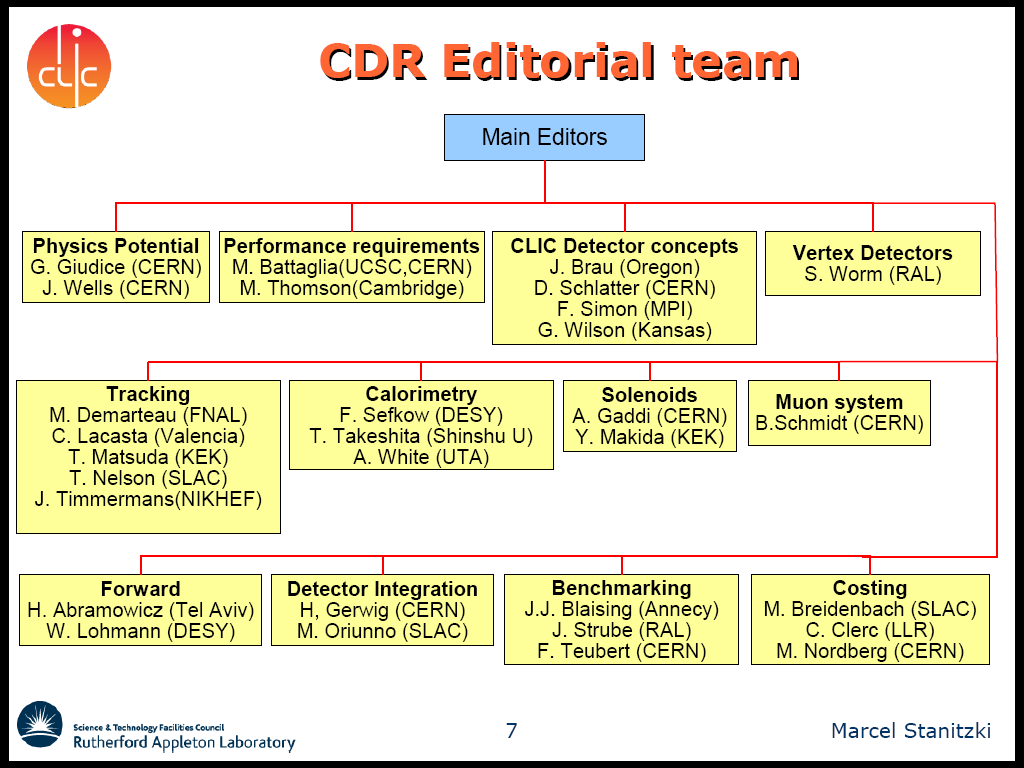 clic
CDR Editorial team
Main Editors
Physics Potential
G. Giudice (CERN)
J. Wells (CERN)
Performance requirements
M. Battaglia(UCSC,CERN)
M. Thomson(Cambridge)
CLIC Detector concepts
J. Brau (Oregon)
D. Schlatter (CERN)
F. Simon (MPI)
G. Wilson (Kansas)
Vertex Detectors
S. Worm (RAL)
Tracking
M. Demarteau (FNAL)
C. Lacasta (Valencia)
T. Matsuda (KEK)
T. Nelson (SLAC)
J. Timmermans(NIKHEF)
Calorimetry
F. Sefkow (DESY)
T. Takeshita (Shinshu U)
A. White (UTA)
Solenoids
A. Gaddi (CERN)
Y. Makida (KEK)
Muon system
B.Schmidt (CERN)
Forward
H. Abramowicz (Tel Aviv)
W. Lohmann (DESY)
Detector Integration
H, Gerwig (CERN)
M. Oriunno (SLAC)
Benchmarking
J.J. Blaising (Annecy)
J. Strube (RAL)
F. Teubert (CERN)
Costing
M. Breidenbach (SLAC)
C. Clerc (LLR)
M. Nordberg (CERN)
Science & Technology Facilities Council
Rutherford Appleton Laboratory
7
Marcel Stanitzki